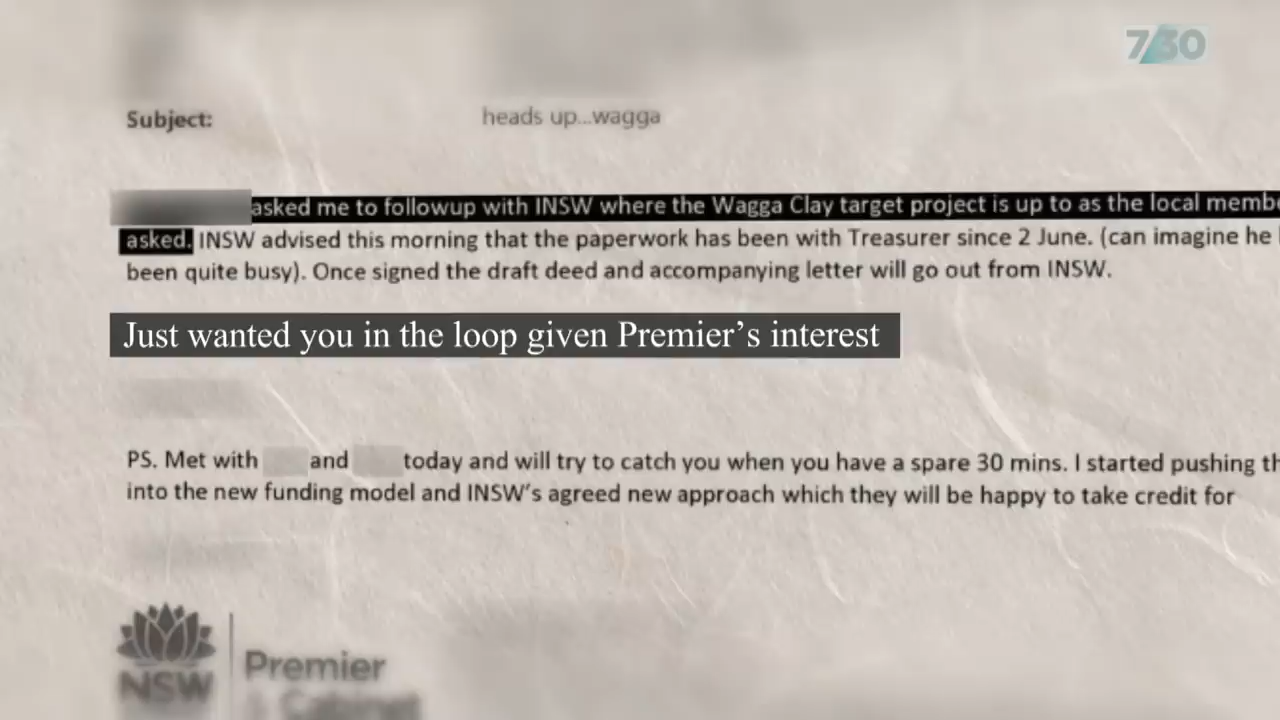 7/30
Subject: heads up...wagga
asked me to followup with INSW where the Wagga Clay target project is up to as the local
asked. INSW advised this morning that the paperwork has been with Treasurer since 2 June. (can imagine he
been quite busy). Once signed the draft deed and accompanying letter will go out from INSW.
Just wanted you in the loop given Premier's interest
PS. Met with and today and will try to catch you when you have a spare 30 mins. I started pushing
into the new funding model and INSW's agreed new approach which they will be happy to take credit for
NSW
Premier
& Cabinet